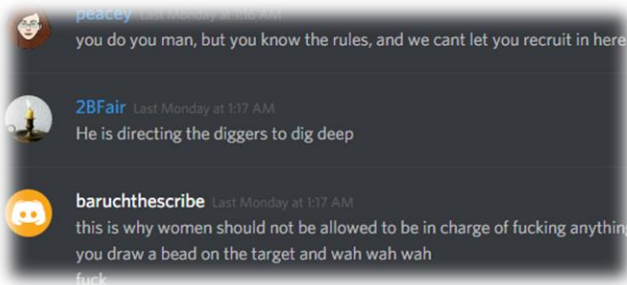 peacey Last Monday at 1:16 AM
you do you man, but you know the rules, and we cant let you recruit in here
2BFair Last Monday at 1:17 AM
He is directing the diggers to dig deep
baruchthescribe Last Monday at 1:17 AM
this is why women should not be allowed to be in charge of fucking anything
you draw a bead on the target and wah wah wah
fuck